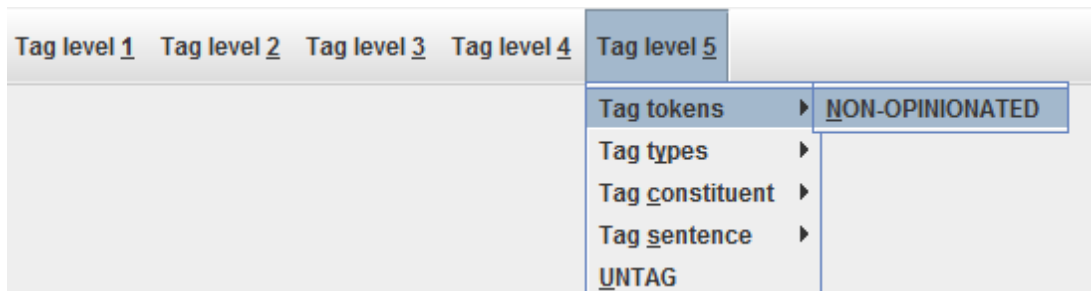 Tag level 1 Tag level 2 Tag level 3 Tag level 4 Tag level 5
Tag tokens NON-OPINIONATED
Tag types
Tag constituent
Tag sentence
UNTAG